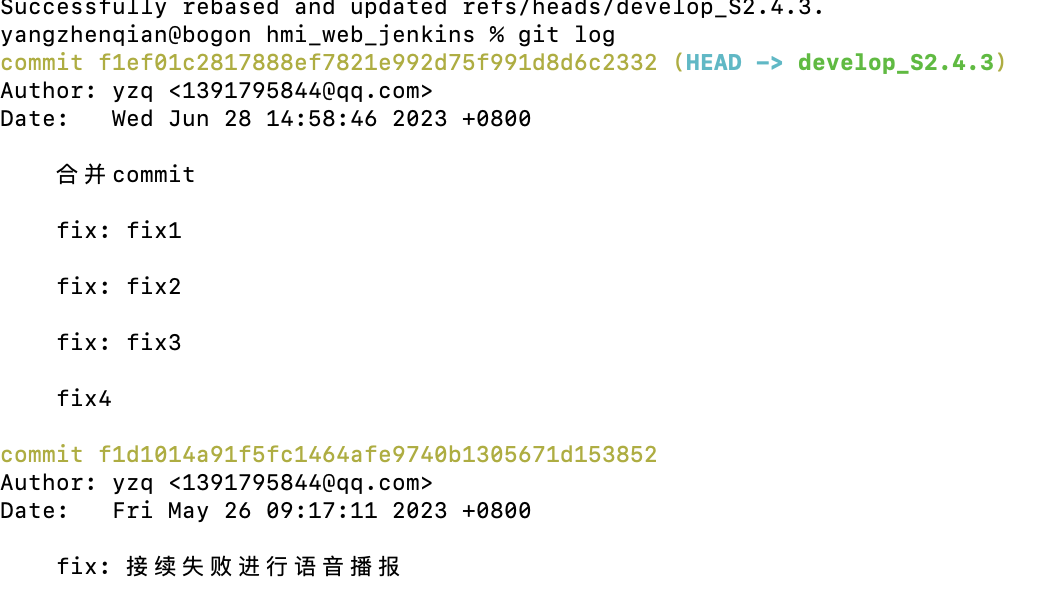 Successfully rebased and updated refs/heads/develop_S2.4.3.
yangzhenqian@bogon hmi_web_jenkins % git log
commit f1ef01c2817888ef7821e992d75f991d8d6c2332 (HEAD -> develop_S2.4.3)
Author: yzq <1391795844@qq.com>
Date:   Wed Jun 28 14:58:46 2023 +0800
合并commit
fix: fix1
fix: fix2
fix: fix3
fix4
commit f1d1014a91f5fc1464afe9740b1305671d153852
Author: yzq <1391795844@qq.com>
Date:   Fri May 26 09:17:11 2023 +0800
fix: 接续失败进行语音播报